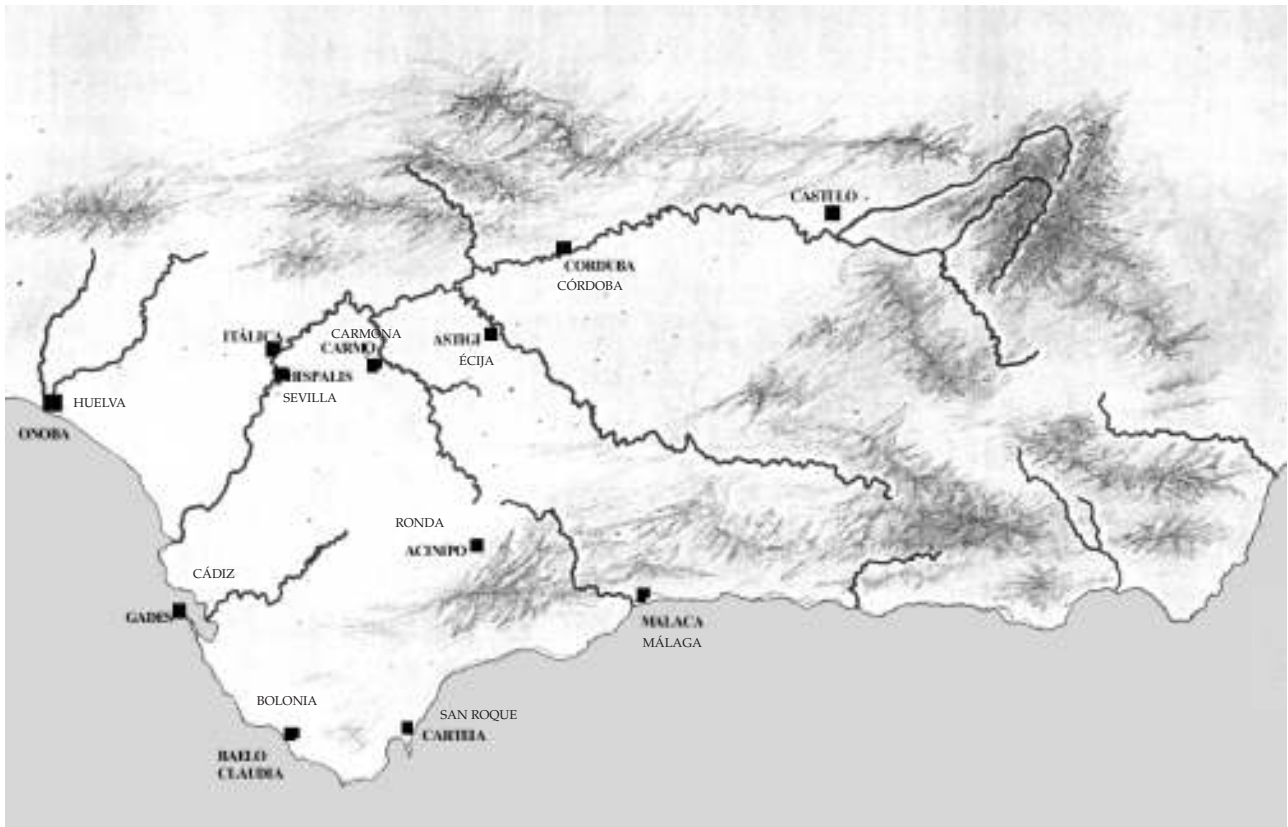 CASTULO
CORDUBA
CÓRDOBA
ITÁLICA
CARMONA
CARMO
ASTIGI
ÉCIJA
HISPALIS
SEVILLA
HUELVA
ONOBA
RONDA
ACINIPO
CÁDIZ
GADES
MALACA
MÁLAGA
BOLONIA
SAN ROQUE
CARTEIA
BAELO
CLAUDIA